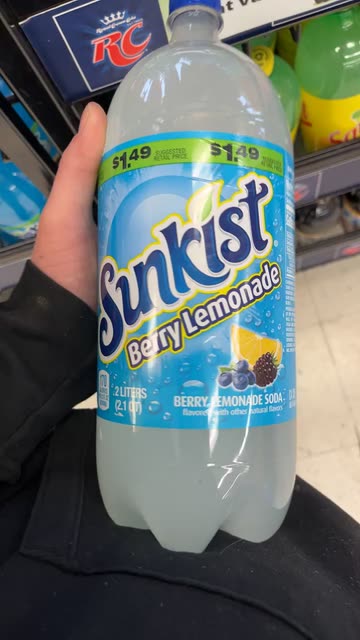 RC
$1.49 SUGGESTED RETAIL PRICE $1.49
Sunkist
Berry Lemonade
2 LITERS
(2.1 QT)
BERRY LEMONADE SODA
flavored with other natural flavors